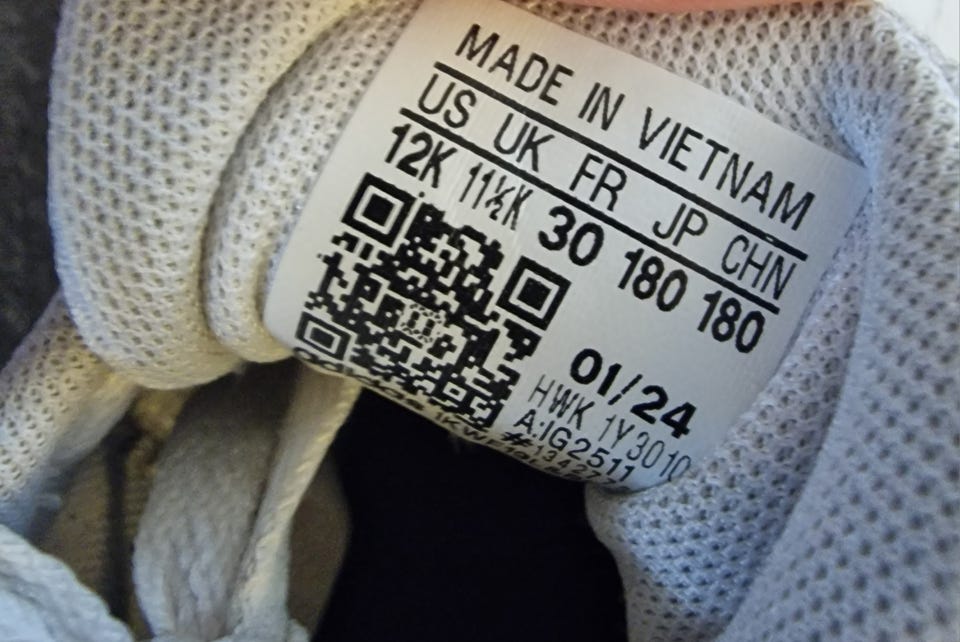 MADE IN VIETNAM
US UK FR JP CHN
12K 11½K 30 180 180
01/24
HWK 1Y3010
A:IG2511